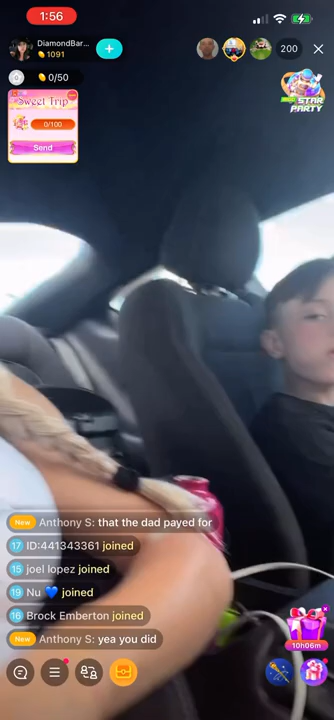 1:56
DiamondBar...
1091
200
0/50
Sweet Trip
0/100
Send
STAR
PARTY
New Anthony S: that the dad payed for
17 ID:441343361 joined
15 joel lopez joined
19 Nu 💙 joined
16 Brock Emberton joined
New Anthony S: yea you did
10h06m